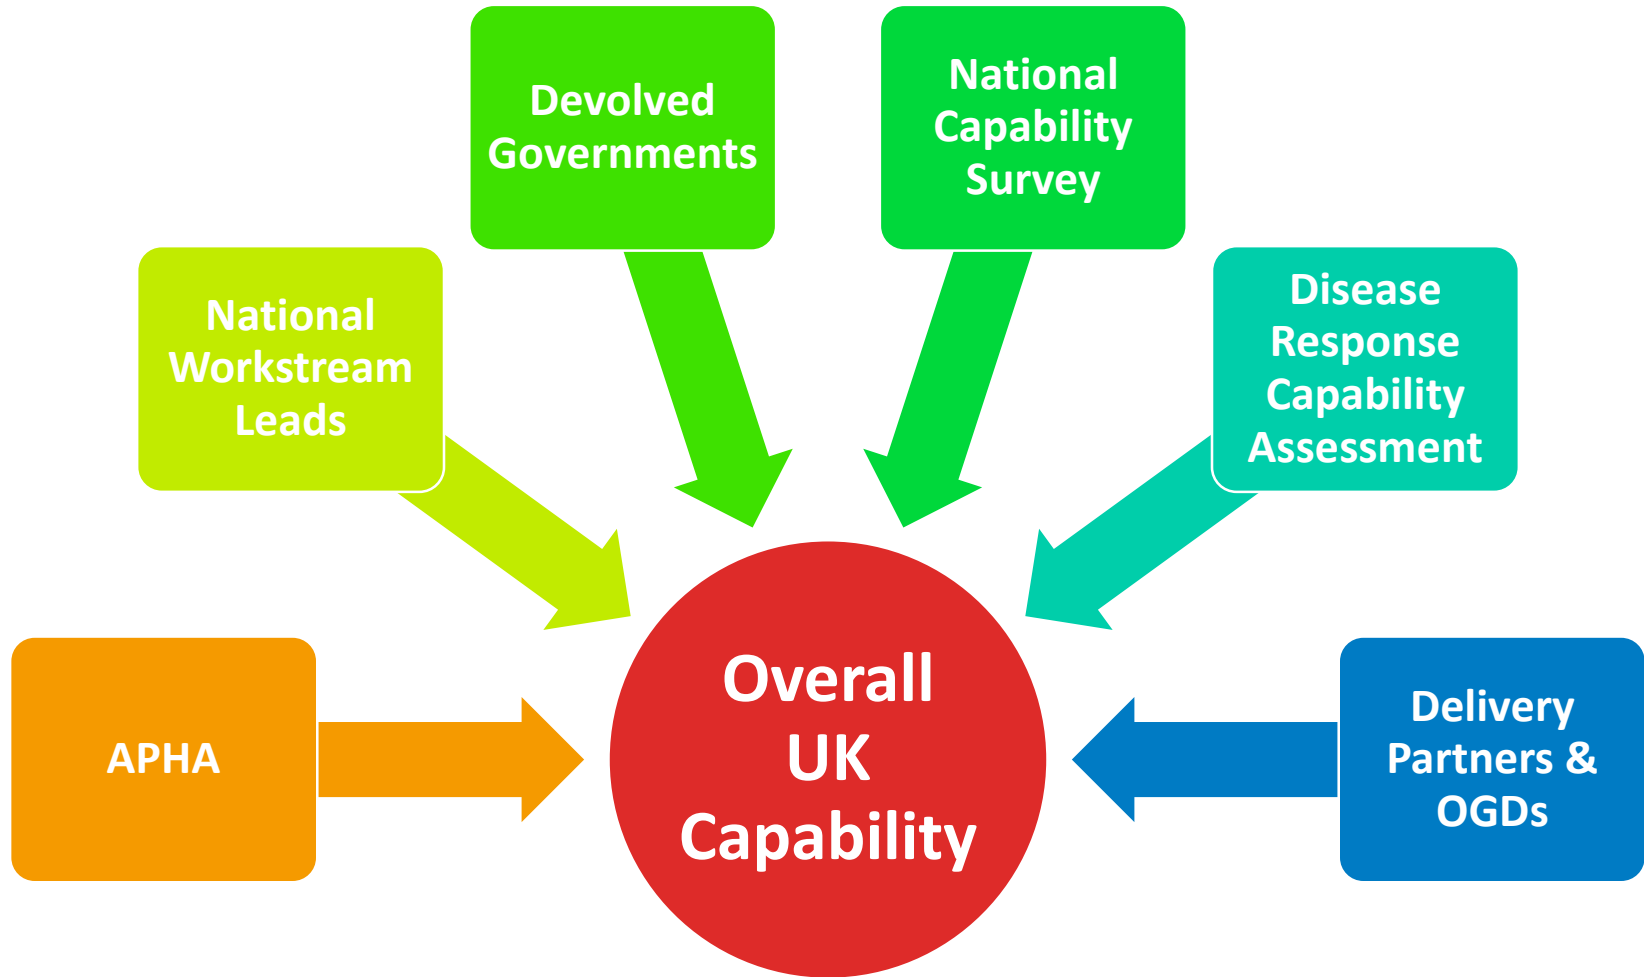 Devolved
Governments
National
Capability
Survey
National
Workstream
Leads
Disease
Response
Capability
Assessment
APHA
Overall
UK
Capability
Delivery
Partners &
OGDs